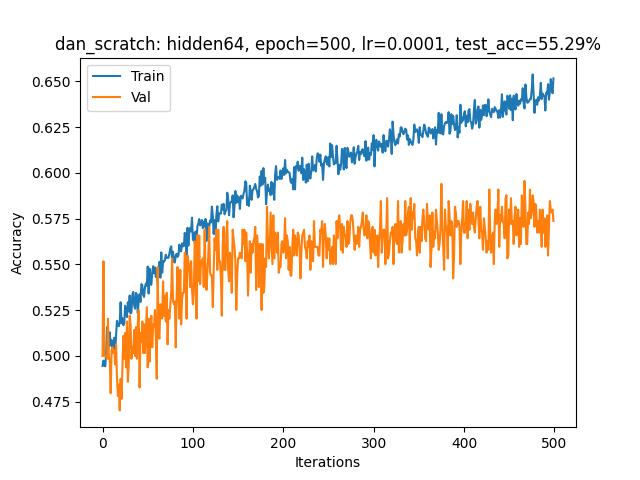 dan_scratch: hidden64, epoch=500, lr=0.0001, test_acc=55.29%
Train
Val
0.650
0.625
0.600
0.575
0.550
0.525
0.500
0.475
Accuracy
0 100 200 300 400 500
Iterations